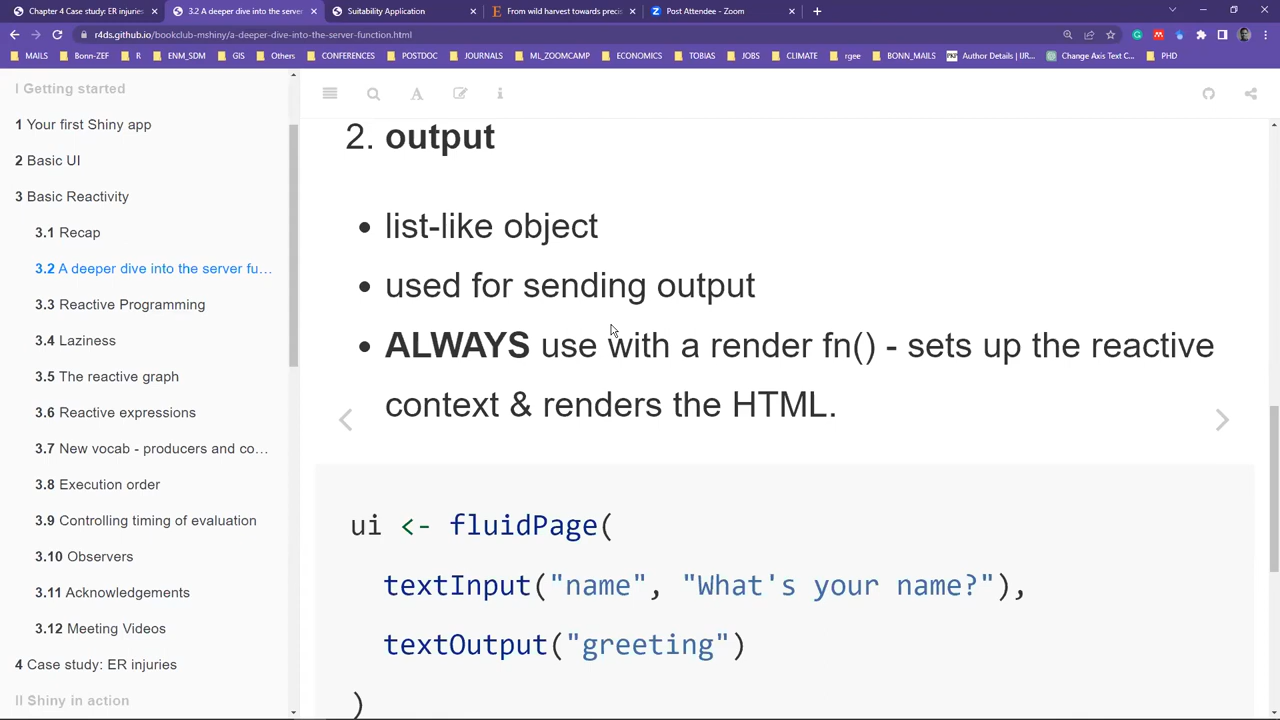 Chapter 4 Case study: ER injuries
3.2 A deeper dive into the server
Suitability Application
From wild harvest towards precis
Post Attendee - Zoom
r4ds.github.io/bookclub-mshiny/a-deeper-dive-into-the-server-function.html
MAILS
Bonn-ZEF
R
ENM_SDM
GIS
Others
CONFERENCES
POSTDOC
JOURNALS
ML_ZOOMCAMP
ECONOMICS
TOBIAS
JOBS
CLIMATE
rgee
BONN_MAILS
Author Details | IJR...
Change Axis Text C...
PHD
I Getting started
1 Your first Shiny app
2 Basic UI
3 Basic Reactivity
3.1 Recap
3.2 A deeper dive into the server fu...
3.3 Reactive Programming
3.4 Laziness
3.5 The reactive graph
3.6 Reactive expressions
3.7 New vocab - producers and co...
3.8 Execution order
3.9 Controlling timing of evaluation
3.10 Observers
3.11 Acknowledgements
3.12 Meeting Videos
4 Case study: ER injuries
II Shiny in action
2. output
• list-like object
• used for sending output
• ALWAYS use with a render fn() - sets up the reactive
context & renders the HTML.
ui <- fluidPage(
textInput("name", "What's your name?"),
textOutput("greeting")
)